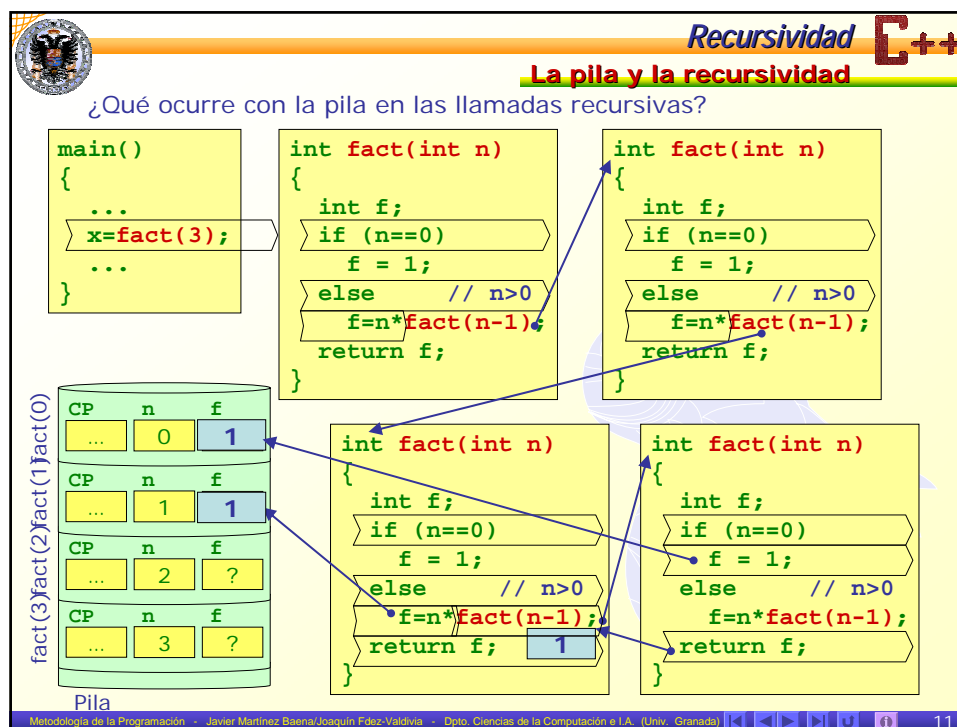 Recursividad
C++
La pila y la recursividad
¿Qué ocurre con la pila en las llamadas recursivas?
main()
{
...
x=fact(3);
...
}
int fact(int n)
{
int f;
if (n==0)
f = 1;
else // n>0
f=n*fact(n-1);
return f;
}
int fact(int n)
{
int f;
if (n==0)
f = 1;
else // n>0
f=n*fact(n-1);
return f;
}
fact(3)fact(2)fact(1)fact(0)
CP n f
... 0 1
CP n f
... 1 1
CP n f
... 2 ?
CP n f
... 3 ?
Pila
int fact(int n)
{
int f;
if (n==0)
f = 1;
else // n>0
f=n*fact(n-1);
return f; 1
}
int fact(int n)
{
int f;
if (n==0)
f = 1;
else // n>0
f=n*fact(n-1);
return f;
}
Metodología de la Programación - Javier Martínez Baena/Joaquín Fdez-Valdivia - Dpto. Ciencias de la Computación e I.A. (Univ. Granada) 11